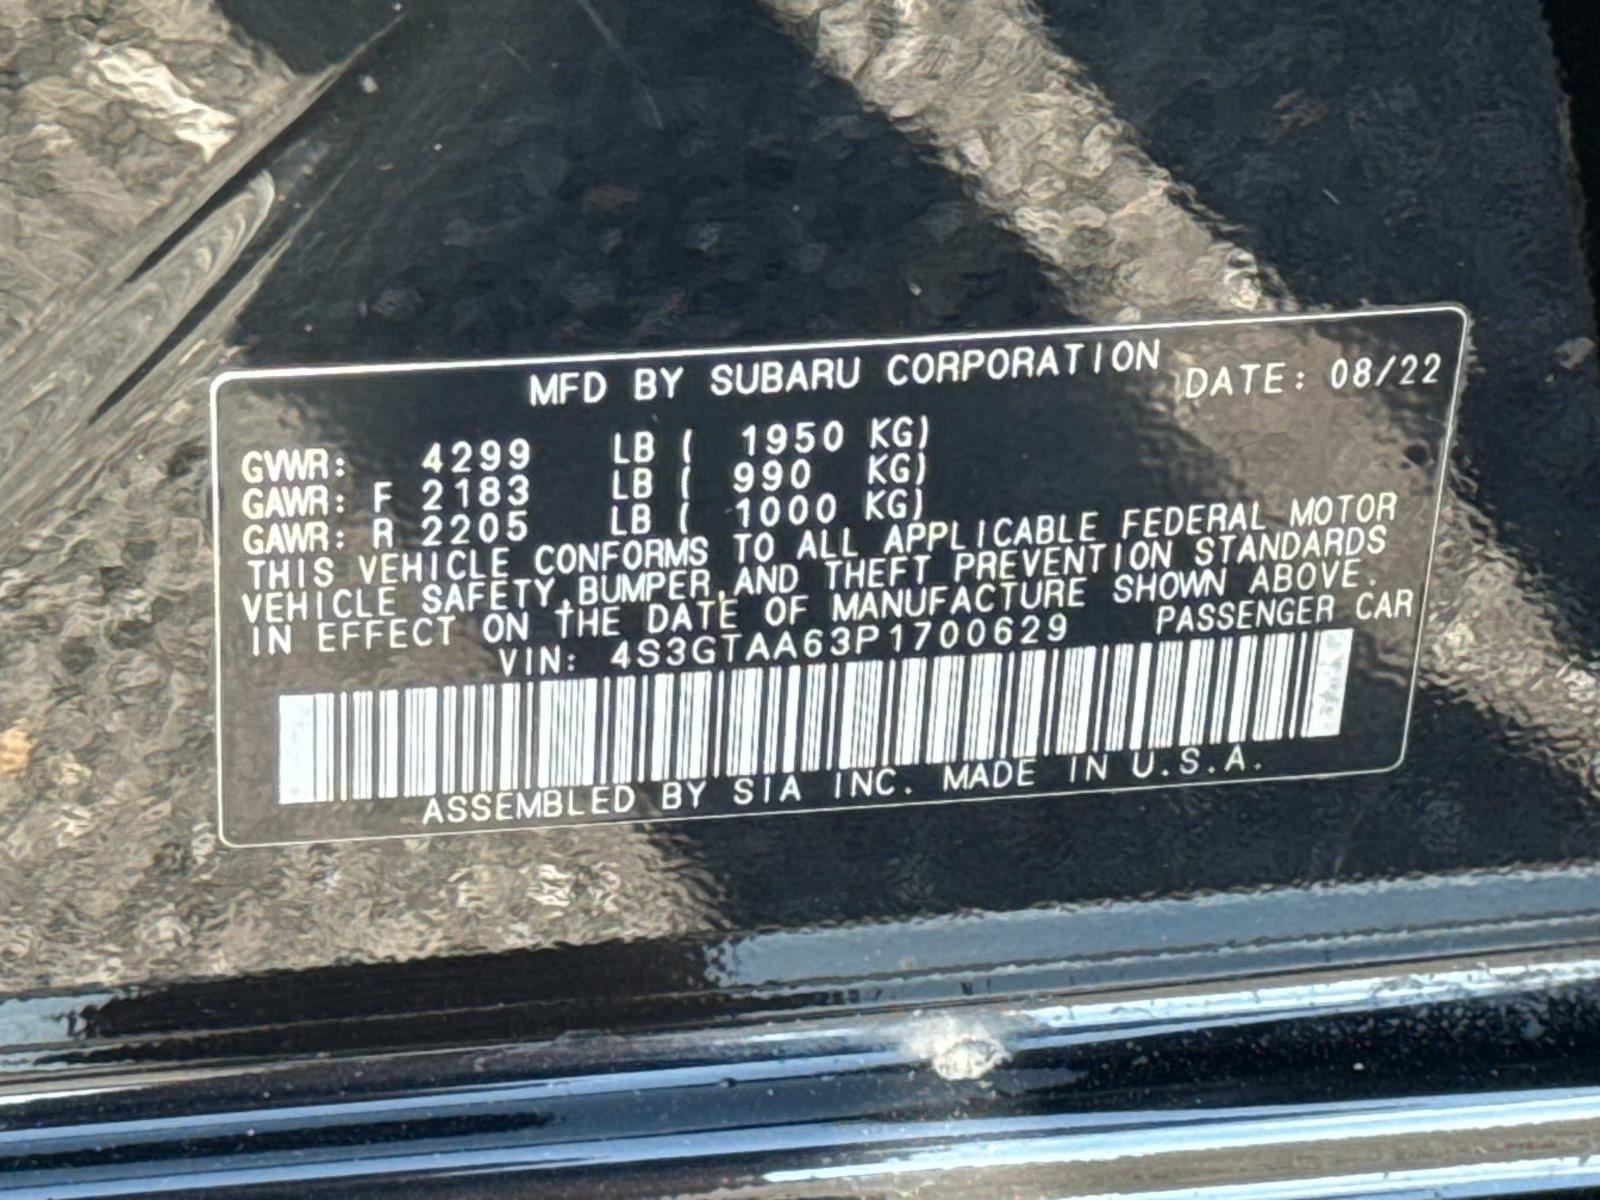 MFD BY SUBARU CORPORATION DATE: 08/22
GVWR: 4299 LB ( 1950 KG)
GAWR: F 2183 LB ( 990 KG)
GAWR: R 2205 LB ( 1000 KG)
THIS VEHICLE CONFORMS TO ALL APPLICABLE FEDERAL MOTOR
VEHICLE SAFETY,BUMPER,AND THEFT PREVENTION STANDARDS
IN EFFECT ON THE DATE OF MANUFACTURE SHOWN ABOVE.
VIN: 4S3GTAA63P1700629 PASSENGER CAR
ASSEMBLED BY SIA INC. MADE IN U.S.A.